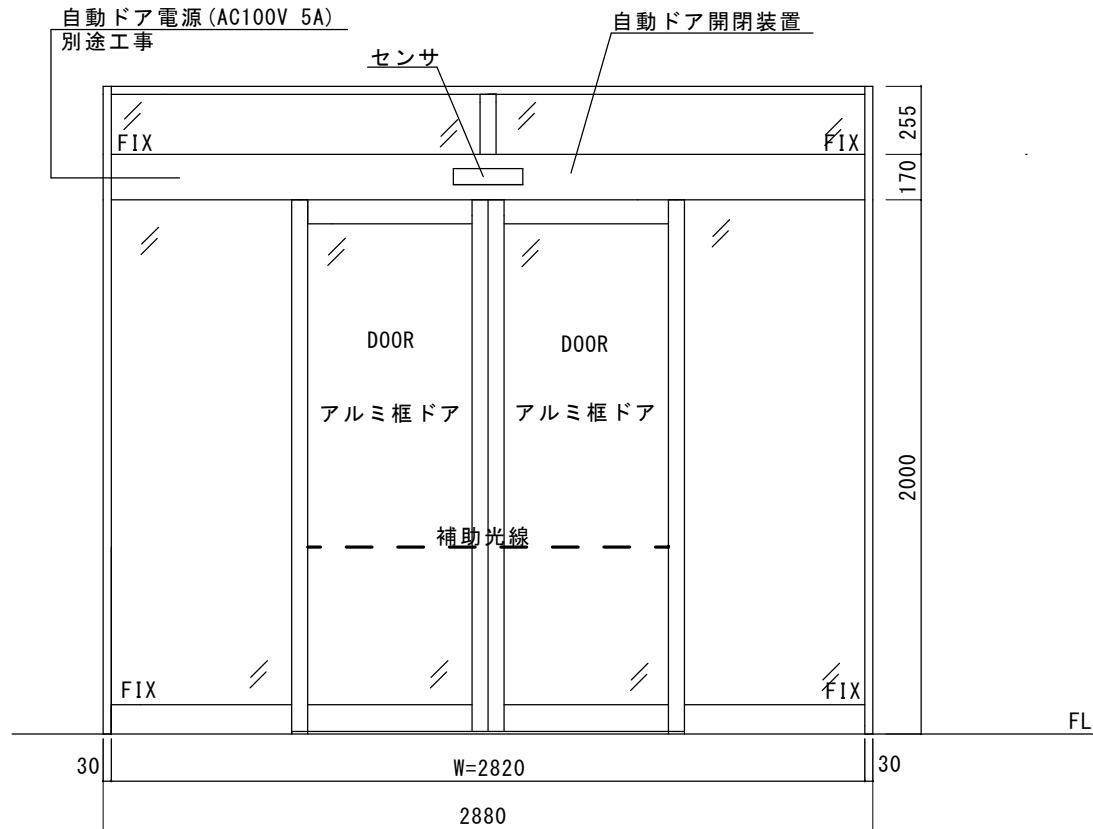 自動ドア電源(AC100V 5A)
別途工事
自動ドア開閉装置
センサ
FIX
FIX
255
170
DOOR
DOOR
アルミ框ドア
アルミ框ドア
2000
補助光線
FIX
FIX
FL
30
W=2820
30
2880